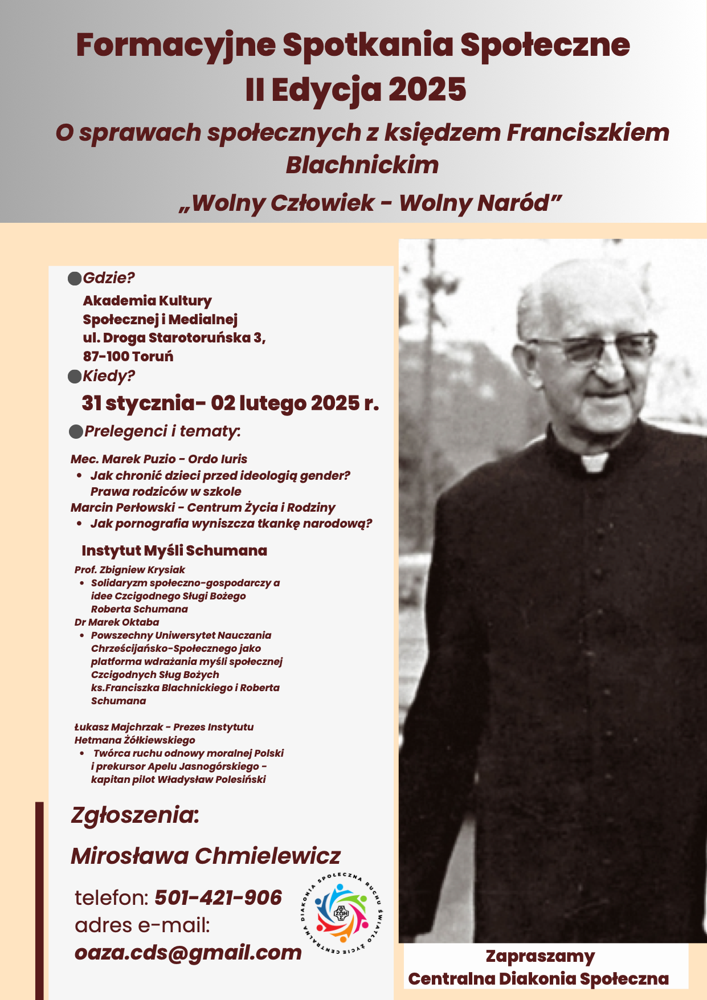 Formacyjne Spotkania Społeczne
II Edycja 2025
O sprawach społecznych z księdzem Franciszkiem
Blachnickim
„Wolny Człowiek - Wolny Naród”
Gdzie?
Akademia Kultury
Społecznej i Medialnej
ul. Droga Starotoruńska 3,
87-100 Toruń
Kiedy?
31 stycznia- 02 lutego 2025 r.
Prelegenci i tematy:
Mec. Marek Puzio - Ordo Iuris
• Jak chronić dzieci przed ideologią gender?
Prawa rodziców w szkole
Marcin Perłowski - Centrum Życia i Rodziny
• Jak pornografia wyniszcza tkankę narodową?
Instytut Myśli Schumana
Prof. Zbigniew Krysiak
• Solidaryzm społeczno-gospodarczy a
idee Czcigodnego Sługi Bożego
Roberta Schumana
Dr Marek Oktaba
• Powszechny Uniwersytet Nauczania
Chrześcijańsko-Społecznego jako
platforma wdrażania myśli społecznej
Czcigodnych Sług Bożych
ks.Franciszka Blachnickiego i Roberta
Schumana
Łukasz Majchrzak - Prezes Instytutu
Hetmana Żółkiewskiego
• Twórca ruchu odnowy moralnej Polski
i prekursor Apelu Jasnogórskiego -
kapitan pilot Władysław Polesiński
Zgłoszenia:
Mirosława Chmielewicz
telefon: 501-421-906
adres e-mail:
oaza.cds@gmail.com
CENTRALNA DIAKONIA SPOŁECZNA RUCHU ŚWIATŁO ŻYCIE
ΦΖΩΗΣ
Zapraszamy
Centralna Diakonia Społeczna